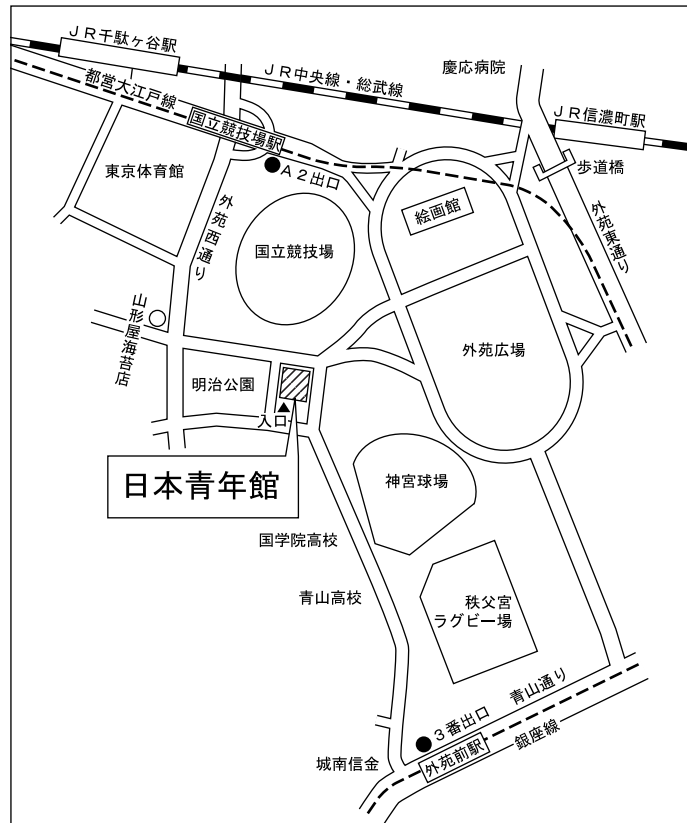 JR千駄ヶ谷駅
JR中央線・総武線
慶応病院
都営大江戸線
国立競技場駅
JR信濃町駅
東京体育館
A2出口
歩道橋
絵画館
外苑西通り
国立競技場
外苑東通り
山形屋海苔店
外苑広場
明治公園
入口
日本青年館
神宮球場
国学院高校
青山高校
秩父宮
ラグビー場
青山通り
3番出口
銀座線
外苑前駅
城南信金